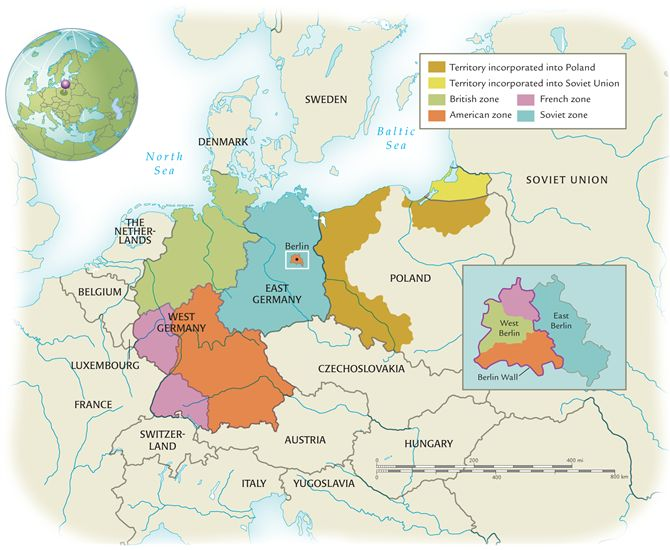 Territory incorporated into Poland
Territory incorporated into Soviet Union
British zone
French zone
American zone
Soviet zone
SWEDEN
DENMARK
Baltic
Sea
North
Sea
SOVIET UNION
THE
NETHER-
LANDS
Berlin
POLAND
BELGIUM
EAST
GERMANY
WEST
GERMANY
East
Berlin
West
Berlin
Berlin Wall
LUXEMBOURG
CZECHOSLOVAKIA
FRANCE
SWITZER-
LAND
AUSTRIA
HUNGARY
ITALY
YUGOSLAVIA
0 200 400 mi
0 400 800 km